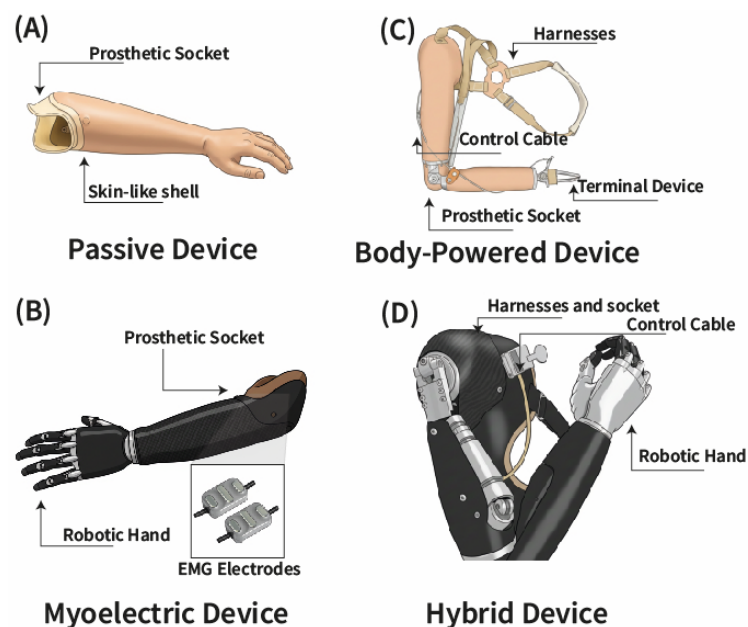 (A)
Prosthetic Socket
Skin-like shell
Passive Device
(C)
Harnesses
Control Cable
Terminal Device
Prosthetic Socket
Body-Powered Device
(B)
Prosthetic Socket
Robotic Hand
EMG Electrodes
Myoelectric Device
(D)
Harnesses and socket
Control Cable
Robotic Hand
Hybrid Device